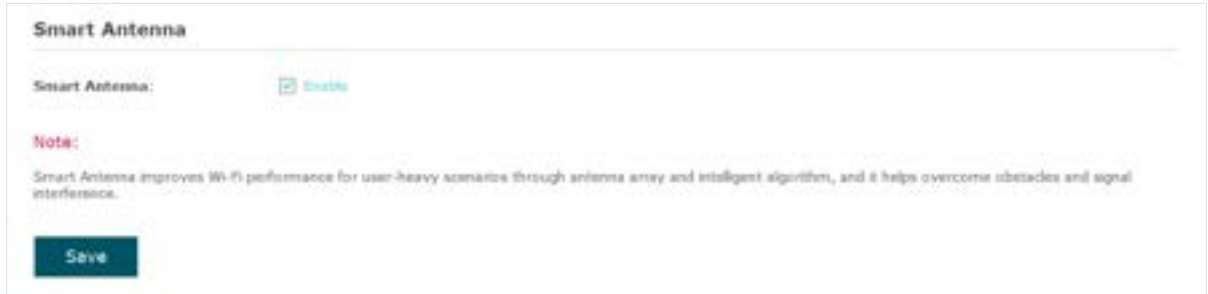 Smart Antenna
Smart Antenna: Enable
Note:
Smart Antenna improves Wi-Fi performance for user-heavy scenarios through antenna array and intelligent algorithm, and it helps overcome obstacles and signal
interference.
Save